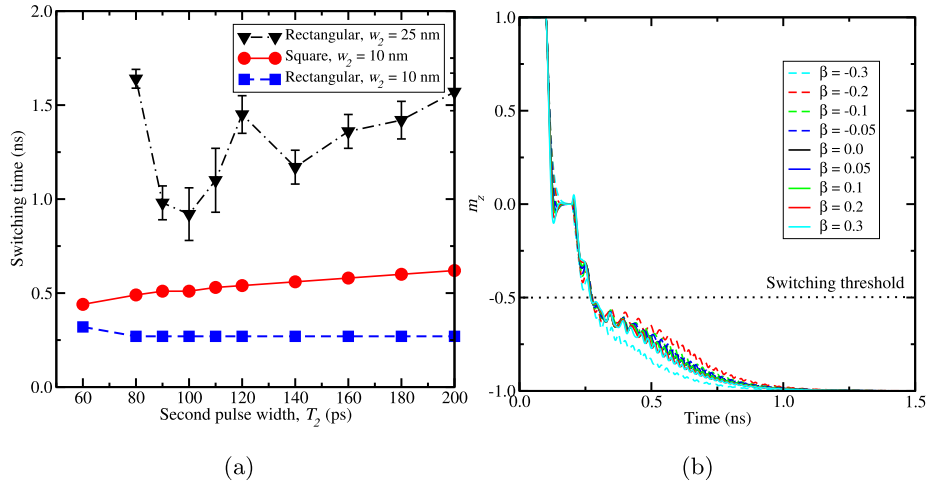 2.0
1.5
1.0
0.5
0.0
Switching time (ns)
Rectangular, w₂ = 25 nm
Square, w₂ = 10 nm
Rectangular, w₂ = 10 nm
60 80 100 120 140 160 180 200
Second pulse width, T₂ (ps)
(a)
1.0
0.5
0.0
-0.5
-1.0
m_z
β = -0.3
β = -0.2
β = -0.1
β = -0.05
β = 0.0
β = 0.05
β = 0.1
β = 0.2
β = 0.3
Switching threshold
0.0 0.5 1.0 1.5
Time (ns)
(b)